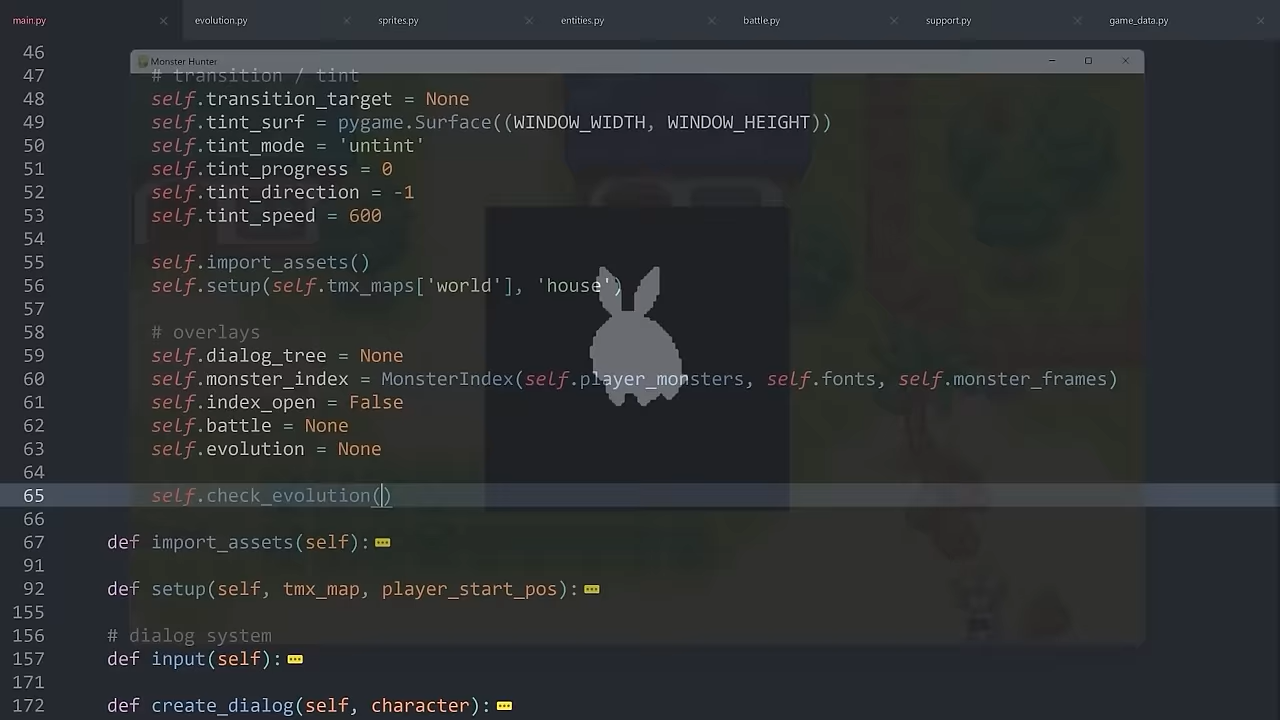 main.py evolution.py sprites.py entities.py battle.py support.py game_data.py
46
Monster Hunter
47 # transition / tint
48 self.transition_target = None
49 self.tint_surf = pygame.Surface((WINDOW_WIDTH, WINDOW_HEIGHT))
50 self.tint_mode = 'untint'
51 self.tint_progress = 0
52 self.tint_direction = -1
53 self.tint_speed = 600
54
55 self.import_assets()
56 self.setup(self.tmx_maps['world'], 'house')
57
58 # overlays
59 self.dialog_tree = None
60 self.monster_index = MonsterIndex(self.player_monsters, self.fonts, self.monster_frames)
61 self.index_open = False
62 self.battle = None
63 self.evolution = None
64
65 self.check_evolution()
66
67 def import_assets(self):
91
92 def setup(self, tmx_map, player_start_pos):
155
156 # dialog system
157 def input(self):
171
172 def create_dialog(self, character):